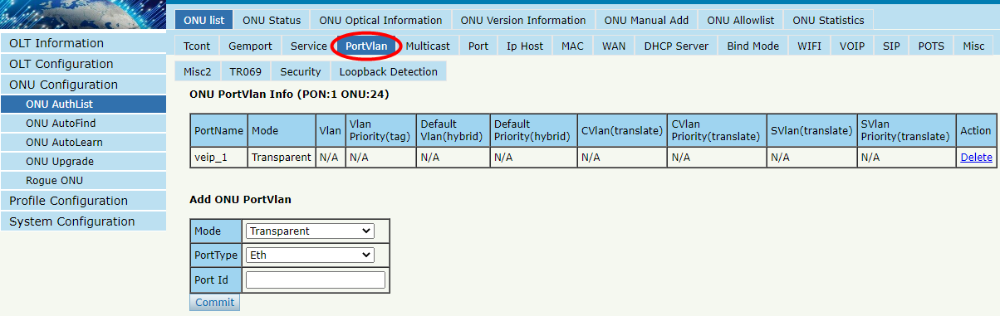 ONU list ONU Status ONU Optical Information ONU Version Information ONU Manual Add ONU Allowlist ONU Statistics
Tcont Gemport Service PortVlan Multicast Port Ip Host MAC WAN DHCP Server Bind Mode WIFI VOIP SIP POTS Misc
Misc2 TR069 Security Loopback Detection
OLT Information
OLT Configuration
ONU Configuration
ONU AuthList
ONU AutoFind
ONU AutoLearn
ONU Upgrade
Rogue ONU
Profile Configuration
System Configuration
ONU PortVlan Info (PON:1 ONU:24)
PortName Mode Vlan Vlan Priority(tag) Default Vlan(hybrid) Default Priority(hybrid) CVlan(translate) CVlan Priority(translate) SVlan(translate) SVlan Priority(translate) Action
veip_1 Transparent N/A N/A N/A N/A N/A N/A N/A N/A Delete
Add ONU PortVlan
Mode Transparent
PortType Eth
Port Id
Commit